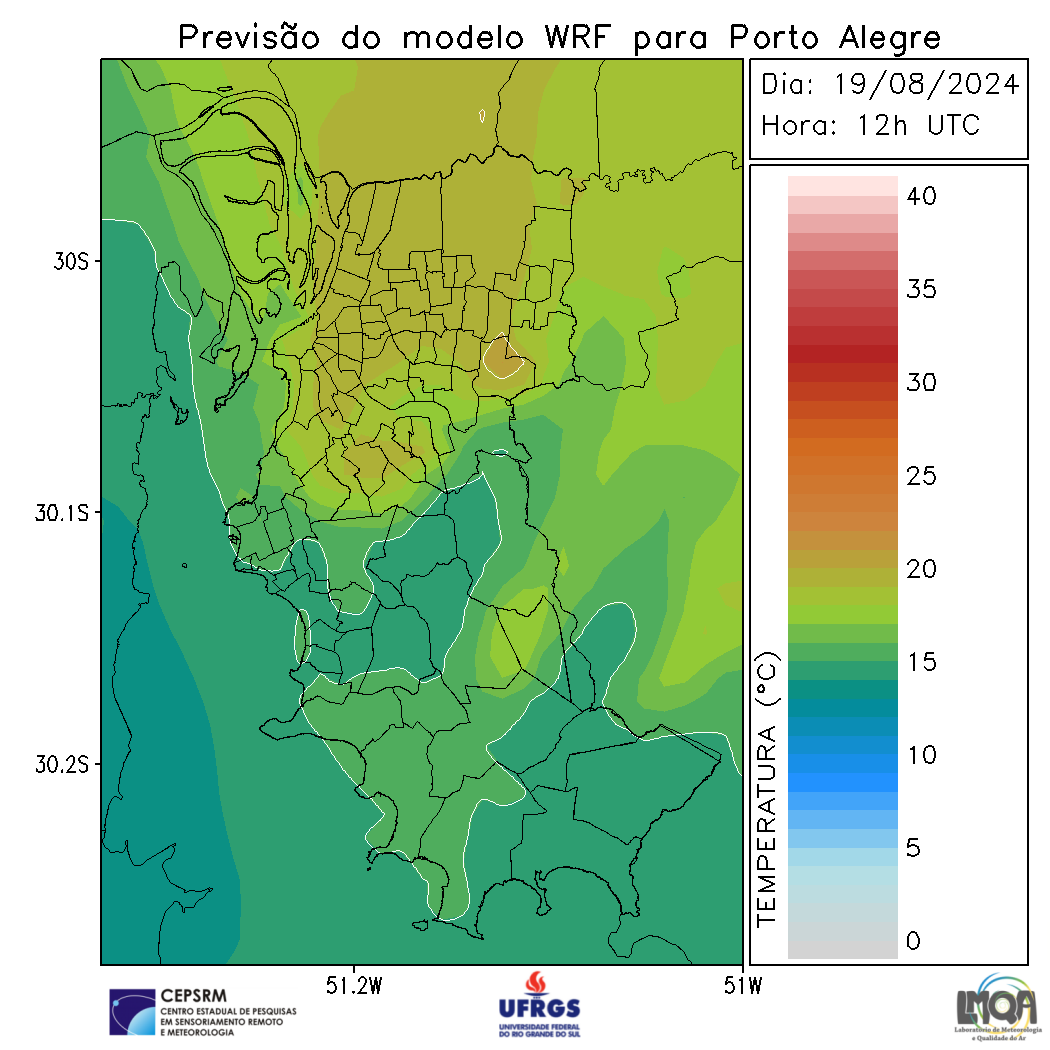 Previsão do modelo WRF para Porto Alegre
Dia: 19/08/2024
Hora: 12h UTC
40
35
30
25
20
15
10
5
0
TEMPERATURA (°C)
30S
30.1S
30.2S
51.2W
51W
CEPSRM
CENTRO ESTADUAL DE PESQUISAS
EM SENSORIAMENTO REMOTO
E METEOROLOGIA
UFRGS
UNIVERSIDADE FEDERAL
DO RIO GRANDE DO SUL
LMQA
Laboratório de Meteorologia
e Qualidade do Ar